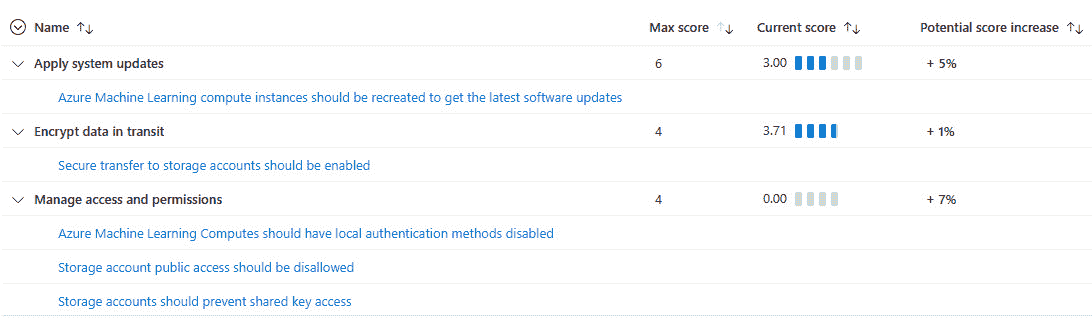 Name Max score Current score Potential score increase
Apply system updates 6 3.00 + 5%
Azure Machine Learning compute instances should be recreated to get the latest software updates
Encrypt data in transit 4 3.71 + 1%
Secure transfer to storage accounts should be enabled
Manage access and permissions 4 0.00 + 7%
Azure Machine Learning Computes should have local authentication methods disabled
Storage account public access should be disallowed
Storage accounts should prevent shared key access